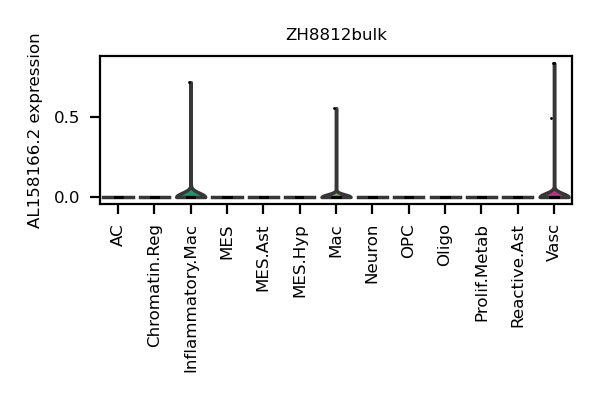 ZH8812bulk
AL158166.2 expression
0.5
0.0
AC
Chromatin.Reg
Inflammatory.Mac
MES
MES.Ast
MES.Hyp
Mac
Neuron
OPC
Oligo
Prolif.Metab
Reactive.Ast
Vasc